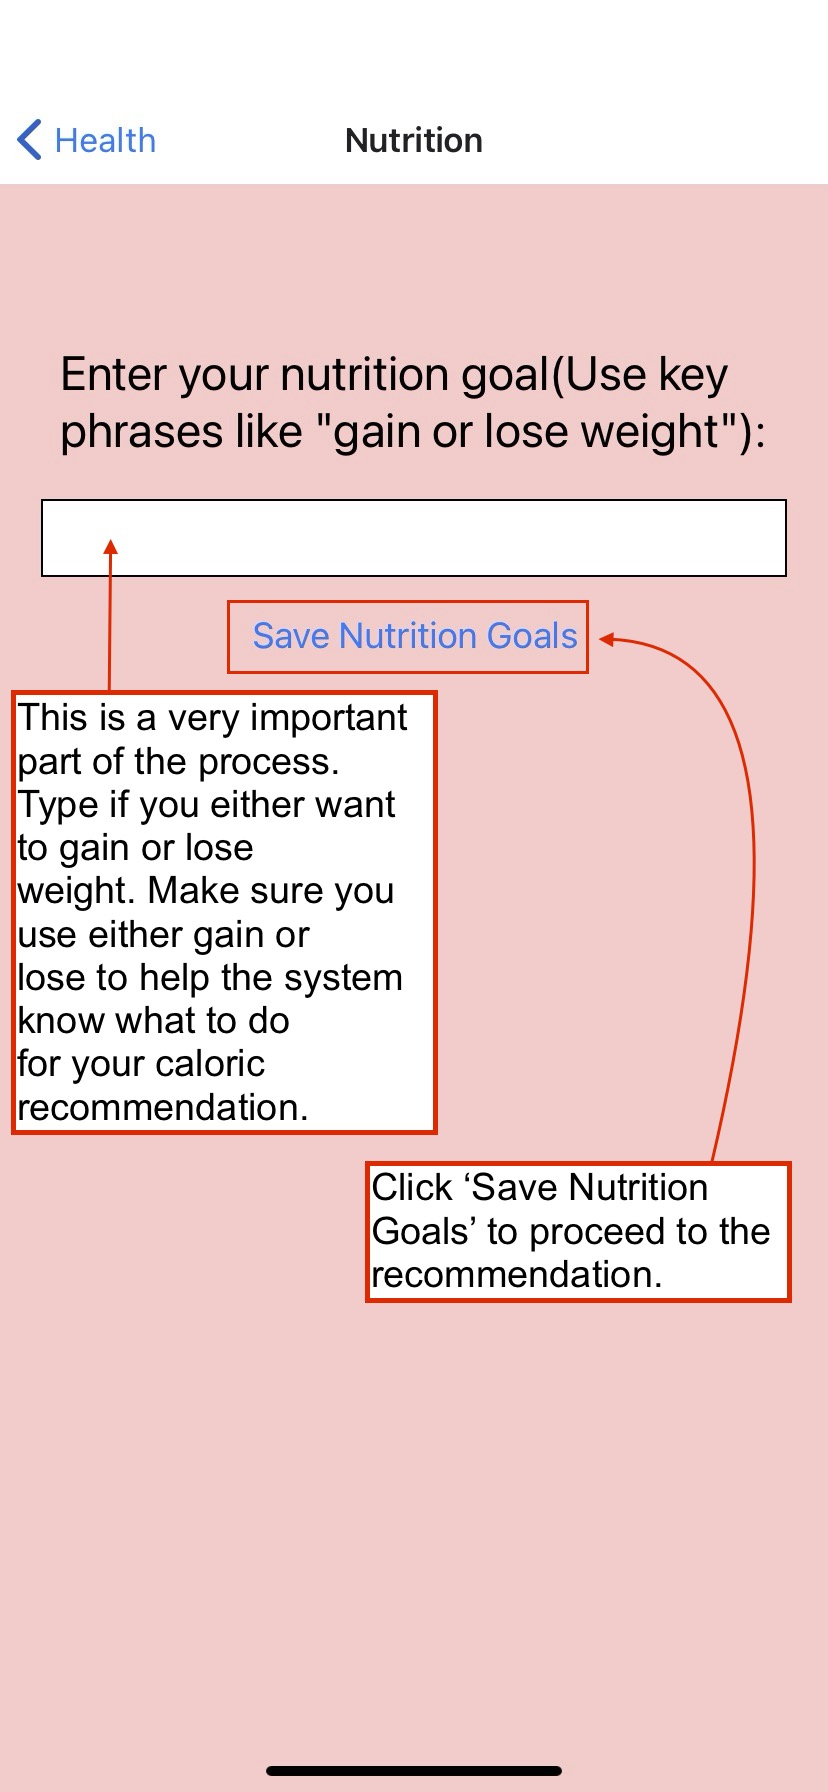 Health
Nutrition
Enter your nutrition goal(Use key
phrases like "gain or lose weight"):
Save Nutrition Goals
This is a very important
part of the process.
Type if you either want
to gain or lose
weight. Make sure you
use either gain or
lose to help the system
know what to do
for your caloric
recommendation.
Click ‘Save Nutrition
Goals’ to proceed to the
recommendation.